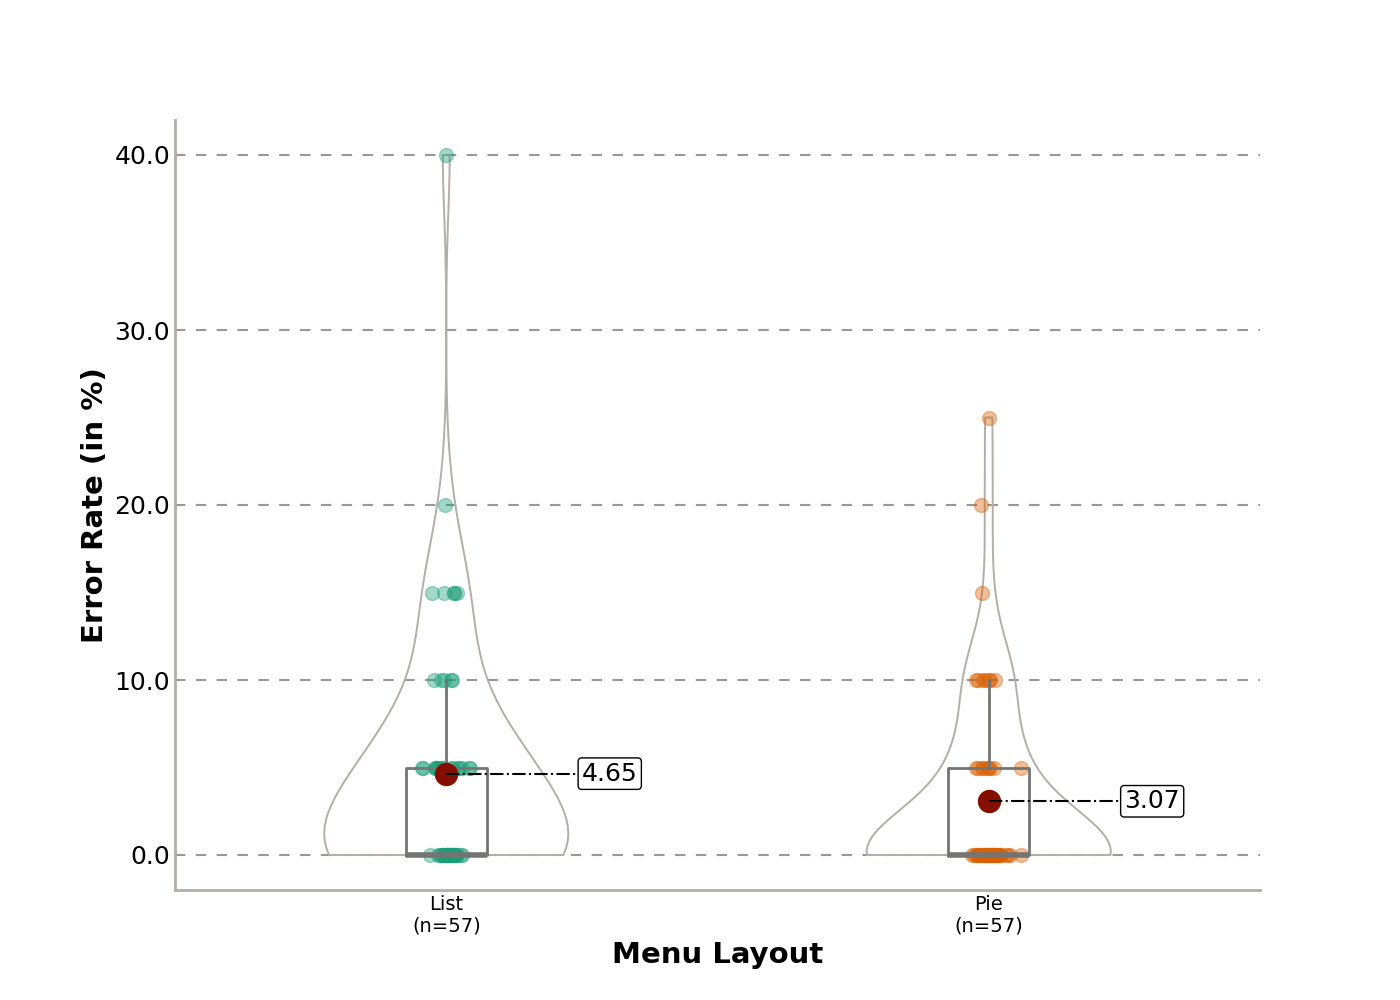 40.0
30.0
20.0
10.0
0.0
Error Rate (in %)
4.65
3.07
List
(n=57)
Pie
(n=57)
Menu Layout